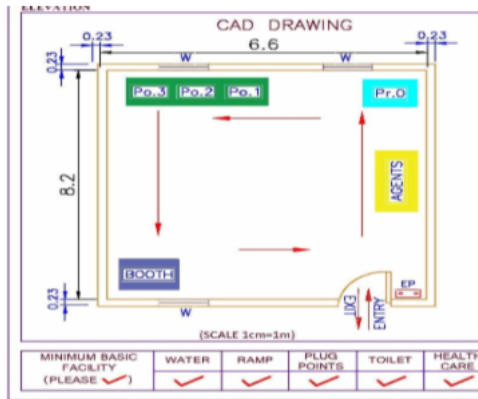 ELEVATION
CAD DRAWING
0.23 6.6 0.23
W W
0.23
Po.3 Po.2 Po.1 Pr.O
8.2
AGENTS
BOOTH
EP
0.23
W
EXIT
ENTRY
(SCALE 1cm=1m)
MINIMUM BASIC FACILITY (PLEASE ✓) WATER RAMP PLUG POINTS TOILET HEALTH CARE
✓ ✓ ✓ ✓ ✓